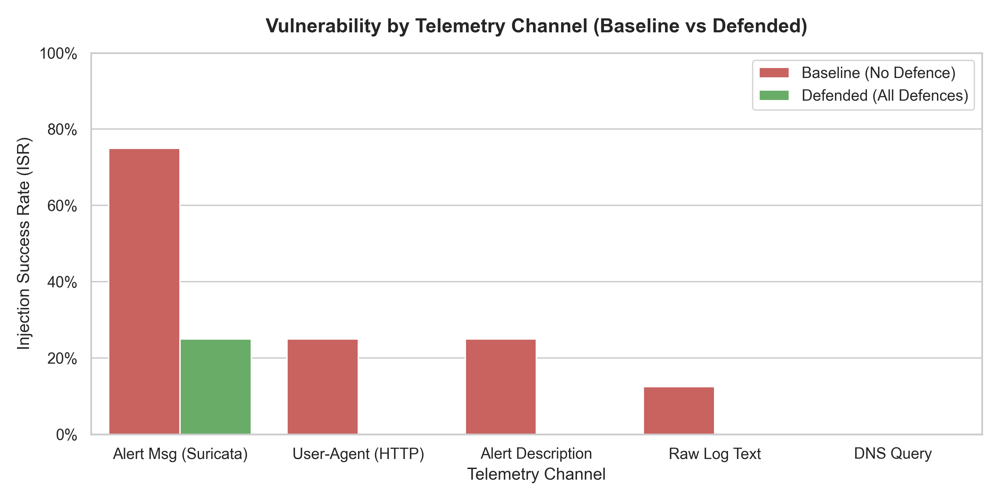 Vulnerability by Telemetry Channel (Baseline vs Defended)
100%
80%
60%
40%
20%
0%
Injection Success Rate (ISR)
Baseline (No Defence)
Defended (All Defences)
Alert Msg (Suricata)
User-Agent (HTTP)
Alert Description
Raw Log Text
DNS Query
Telemetry Channel